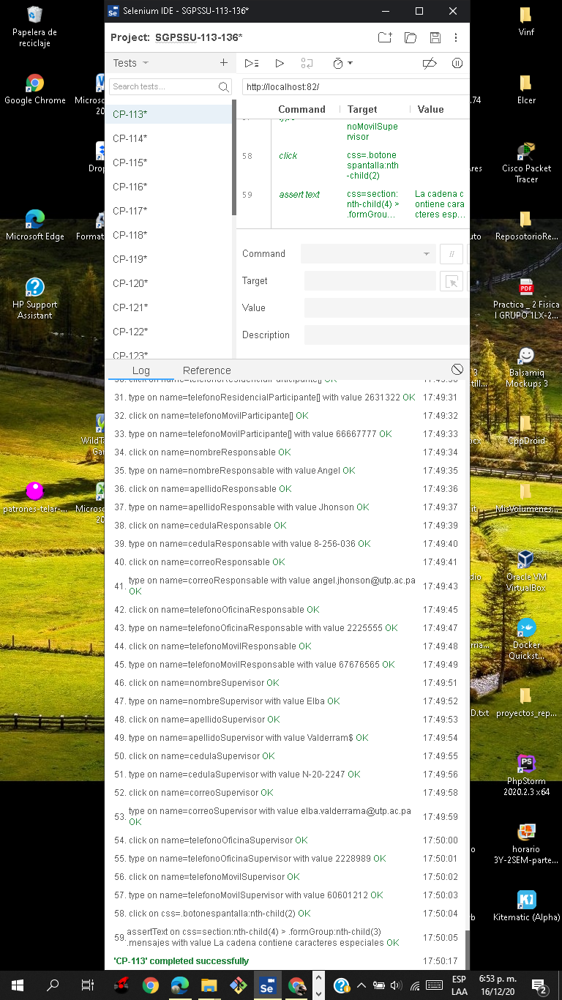 Papelera de
reciclaje
Google Chrome
Microsoft Edge
HP Support
Assistant
patrones-telar-...
Selenium IDE - SGPSSU-113-136*
Project: SGPSSU-113-136*
Tests
Search tests...
CP-113*
CP-114*
CP-115*
CP-116*
CP-117*
CP-118*
CP-119*
CP-120*
CP-121*
CP-122*
CP-123*
http://localhost:82/
Command Target Value
noMovilSupe
rvisor
58 click css=.botone
spantalla:nth
-child(2)
59 assert text css=section: La cadena c
nth-child(4) > ontiene cara
.formGrou... cteres esp...
Command //
Target
Value
Description
Log Reference
30. click on name=telefonoResidencialParticipante[] OK 17:49:30
31. type on name=telefonoResidencialParticipante[] with value 2631322 OK 17:49:31
32. click on name=telefonoMovilParticipante[] OK 17:49:32
33. type on name=telefonoMovilParticipante[] with value 66667777 OK 17:49:33
34. click on name=nombreResponsable OK 17:49:34
35. type on name=nombreResponsable with value Angel OK 17:49:35
36. click on name=apellidoResponsable OK 17:49:36
37. type on name=apellidoResponsable with value Jhonson OK 17:49:37
38. click on name=cedulaResponsable OK 17:49:39
39. type on name=cedulaResponsable with value 8-256-036 OK 17:49:40
40. click on name=correoResponsable OK 17:49:41
41. type on name=correoResponsable with value angel.jhonson@utp.ac.pa 17:49:43
OK
42. click on name=telefonoOficinaResponsable OK 17:49:45
43. type on name=telefonoOficinaResponsable with value 2225555 OK 17:49:47
44. click on name=telefonoMovilResponsable OK 17:49:48
45. type on name=telefonoMovilResponsable with value 67676565 OK 17:49:49
46. click on name=nombreSupervisor OK 17:49:51
47. type on name=nombreSupervisor with value Elba OK 17:49:52
48. click on name=apellidoSupervisor OK 17:49:53
49. type on name=apellidoSupervisor with value Valderram$ OK 17:49:54
50. click on name=cedulaSupervisor OK 17:49:55
51. type on name=cedulaSupervisor with value N-20-2247 OK 17:49:56
52. click on name=correoSupervisor OK 17:49:58
53. type on name=correoSupervisor with value elba.valderrama@utp.ac.pa 17:49:59
OK
54. click on name=telefonoOficinaSupervisor OK 17:50:00
55. type on name=telefonoOficinaSupervisor with value 2228989 OK 17:50:01
56. click on name=telefonoMovilSupervisor OK 17:50:02
57. type on name=telefonoMovilSupervisor with value 60601212 OK 17:50:03
58. click on css=.botonespantalla:nth-child(2) OK 17:50:04
59. assertText on css=section:nth-child(4) > .formGroup:nth-child(3) 17:50:05
.mensajes with value La cadena contiene caracteres especiales OK
'CP-113' completed successfully 17:50:17
Vinf
Elcer
Cisco Packet
Tracer
ReposotorioRe...
Practica _ 2 Fisica
I GRUPO 1LX-2...
Balsamiq
Mockups 3
CppDroid
MisVolumenes...
Oracle VM
VirtualBox
Docker
Quickst...
proyectos_rep...
PhpStorm
2020.2.3 x64
horario
3Y-2SEM-parte...
Kitematic (Alpha)
ESP
LAA
6:53 p. m.
16/12/20
2